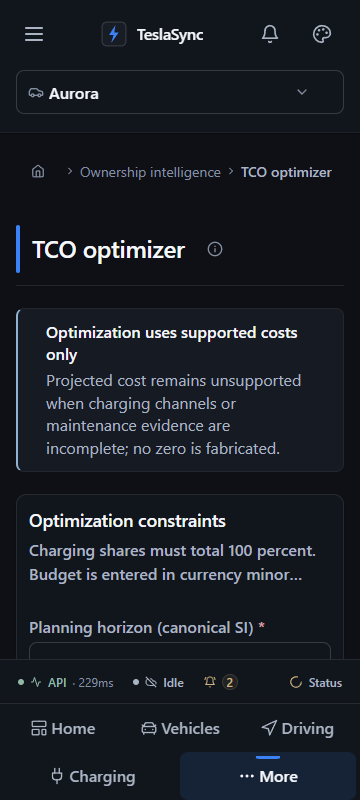 TeslaSync
Aurora
Ownership intelligence > TCO optimizer
TCO optimizer
Optimization uses supported costs
only
Projected cost remains unsupported
when charging channels or
maintenance evidence are
incomplete; no zero is fabricated.
Optimization constraints
Charging shares must total 100 percent.
Budget is entered in currency minor...
Planning horizon (canonical SI) *
API · 229ms Idle 2 Status
Home Vehicles Driving
Charging More